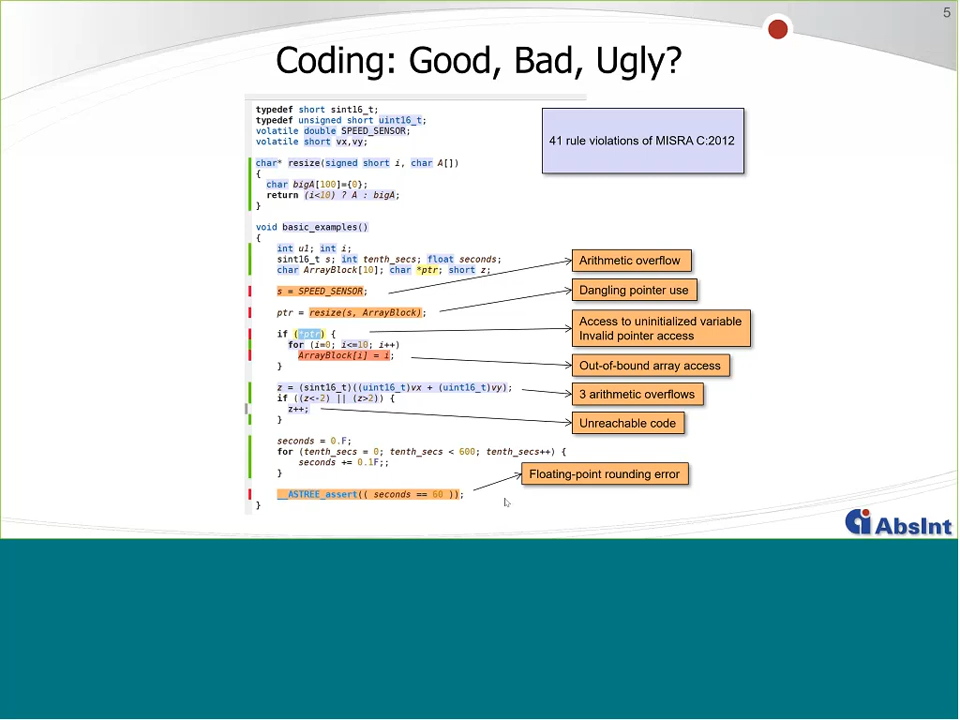 5
Coding: Good, Bad, Ugly?
typedef short sint16_t;
typedef unsigned short uint16_t;
volatile double SPEED_SENSOR;
volatile short vx,vy;
char* resize(signed short i, char A[])
{
char bigA[100]={0};
return (i<10) ? A : bigA;
}
void basic_examples()
{
int u1; int i;
sint16_t s; int tenth_secs; float seconds;
char ArrayBlock[10]; char *ptr; short z;
s = SPEED_SENSOR;
ptr = resize(s, ArrayBlock);
if (*ptr) {
for (i=0; i<=10; i++)
ArrayBlock[i] = i;
}
z = (sint16_t)((uint16_t)vx + (uint16_t)vy);
if ((z<-2) || (z>2)) {
z++;
}
seconds = 0.F;
for (tenth_secs = 0; tenth_secs < 600; tenth_secs++) {
seconds += 0.1F;;
}
__ASTREE_assert(( seconds == 60 ));
}
41 rule violations of MISRA C:2012
Arithmetic overflow
Dangling pointer use
Access to uninitialized variable
Invalid pointer access
Out-of-bound array access
3 arithmetic overflows
Unreachable code
Floating-point rounding error
AbsInt